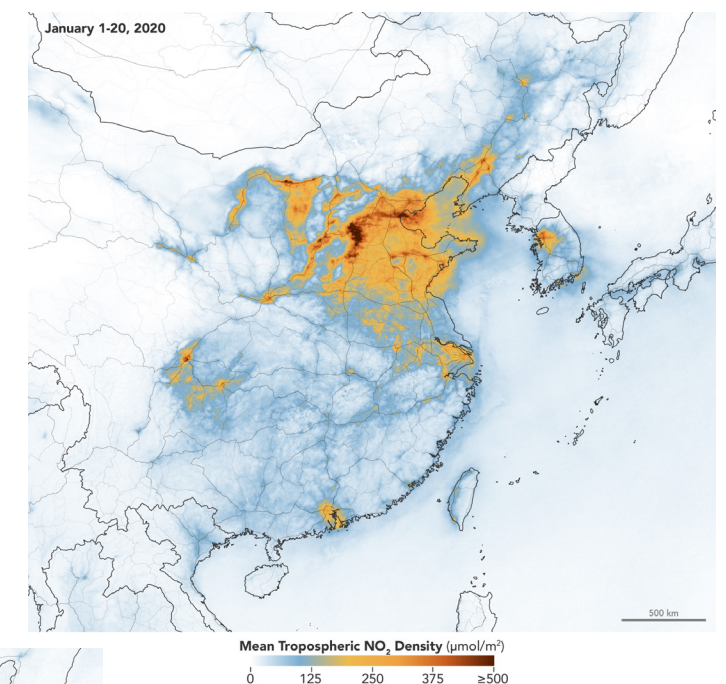 January 1-20, 2020
500 km
Mean Tropospheric NO₂ Density (μmol/m²)
0 125 250 375 ≥500